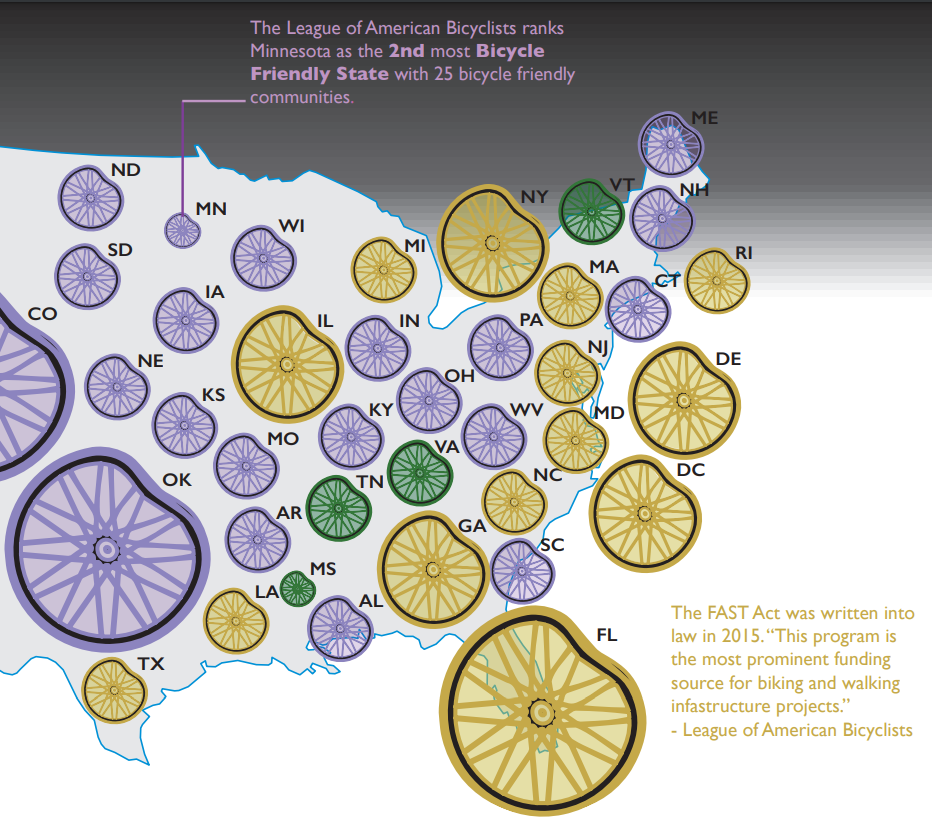 The League of American Bicyclists ranks
Minnesota as the 2nd most Bicycle
Friendly State with 25 bicycle friendly
communities.
ME
ND
VT
NH
NY
MN
WI
MI
SD
RI
MA
CT
IA
CO
IL
IN
PA
NJ
DE
NE
OH
KS
KY
WV
MD
MO
VA
DC
OK
TN
NC
AR
GA
SC
MS
LA
AL
The FAST Act was written into
law in 2015. “This program is
the most prominent funding
source for biking and walking
infastructure projects.”
- League of American Bicyclists
FL
TX